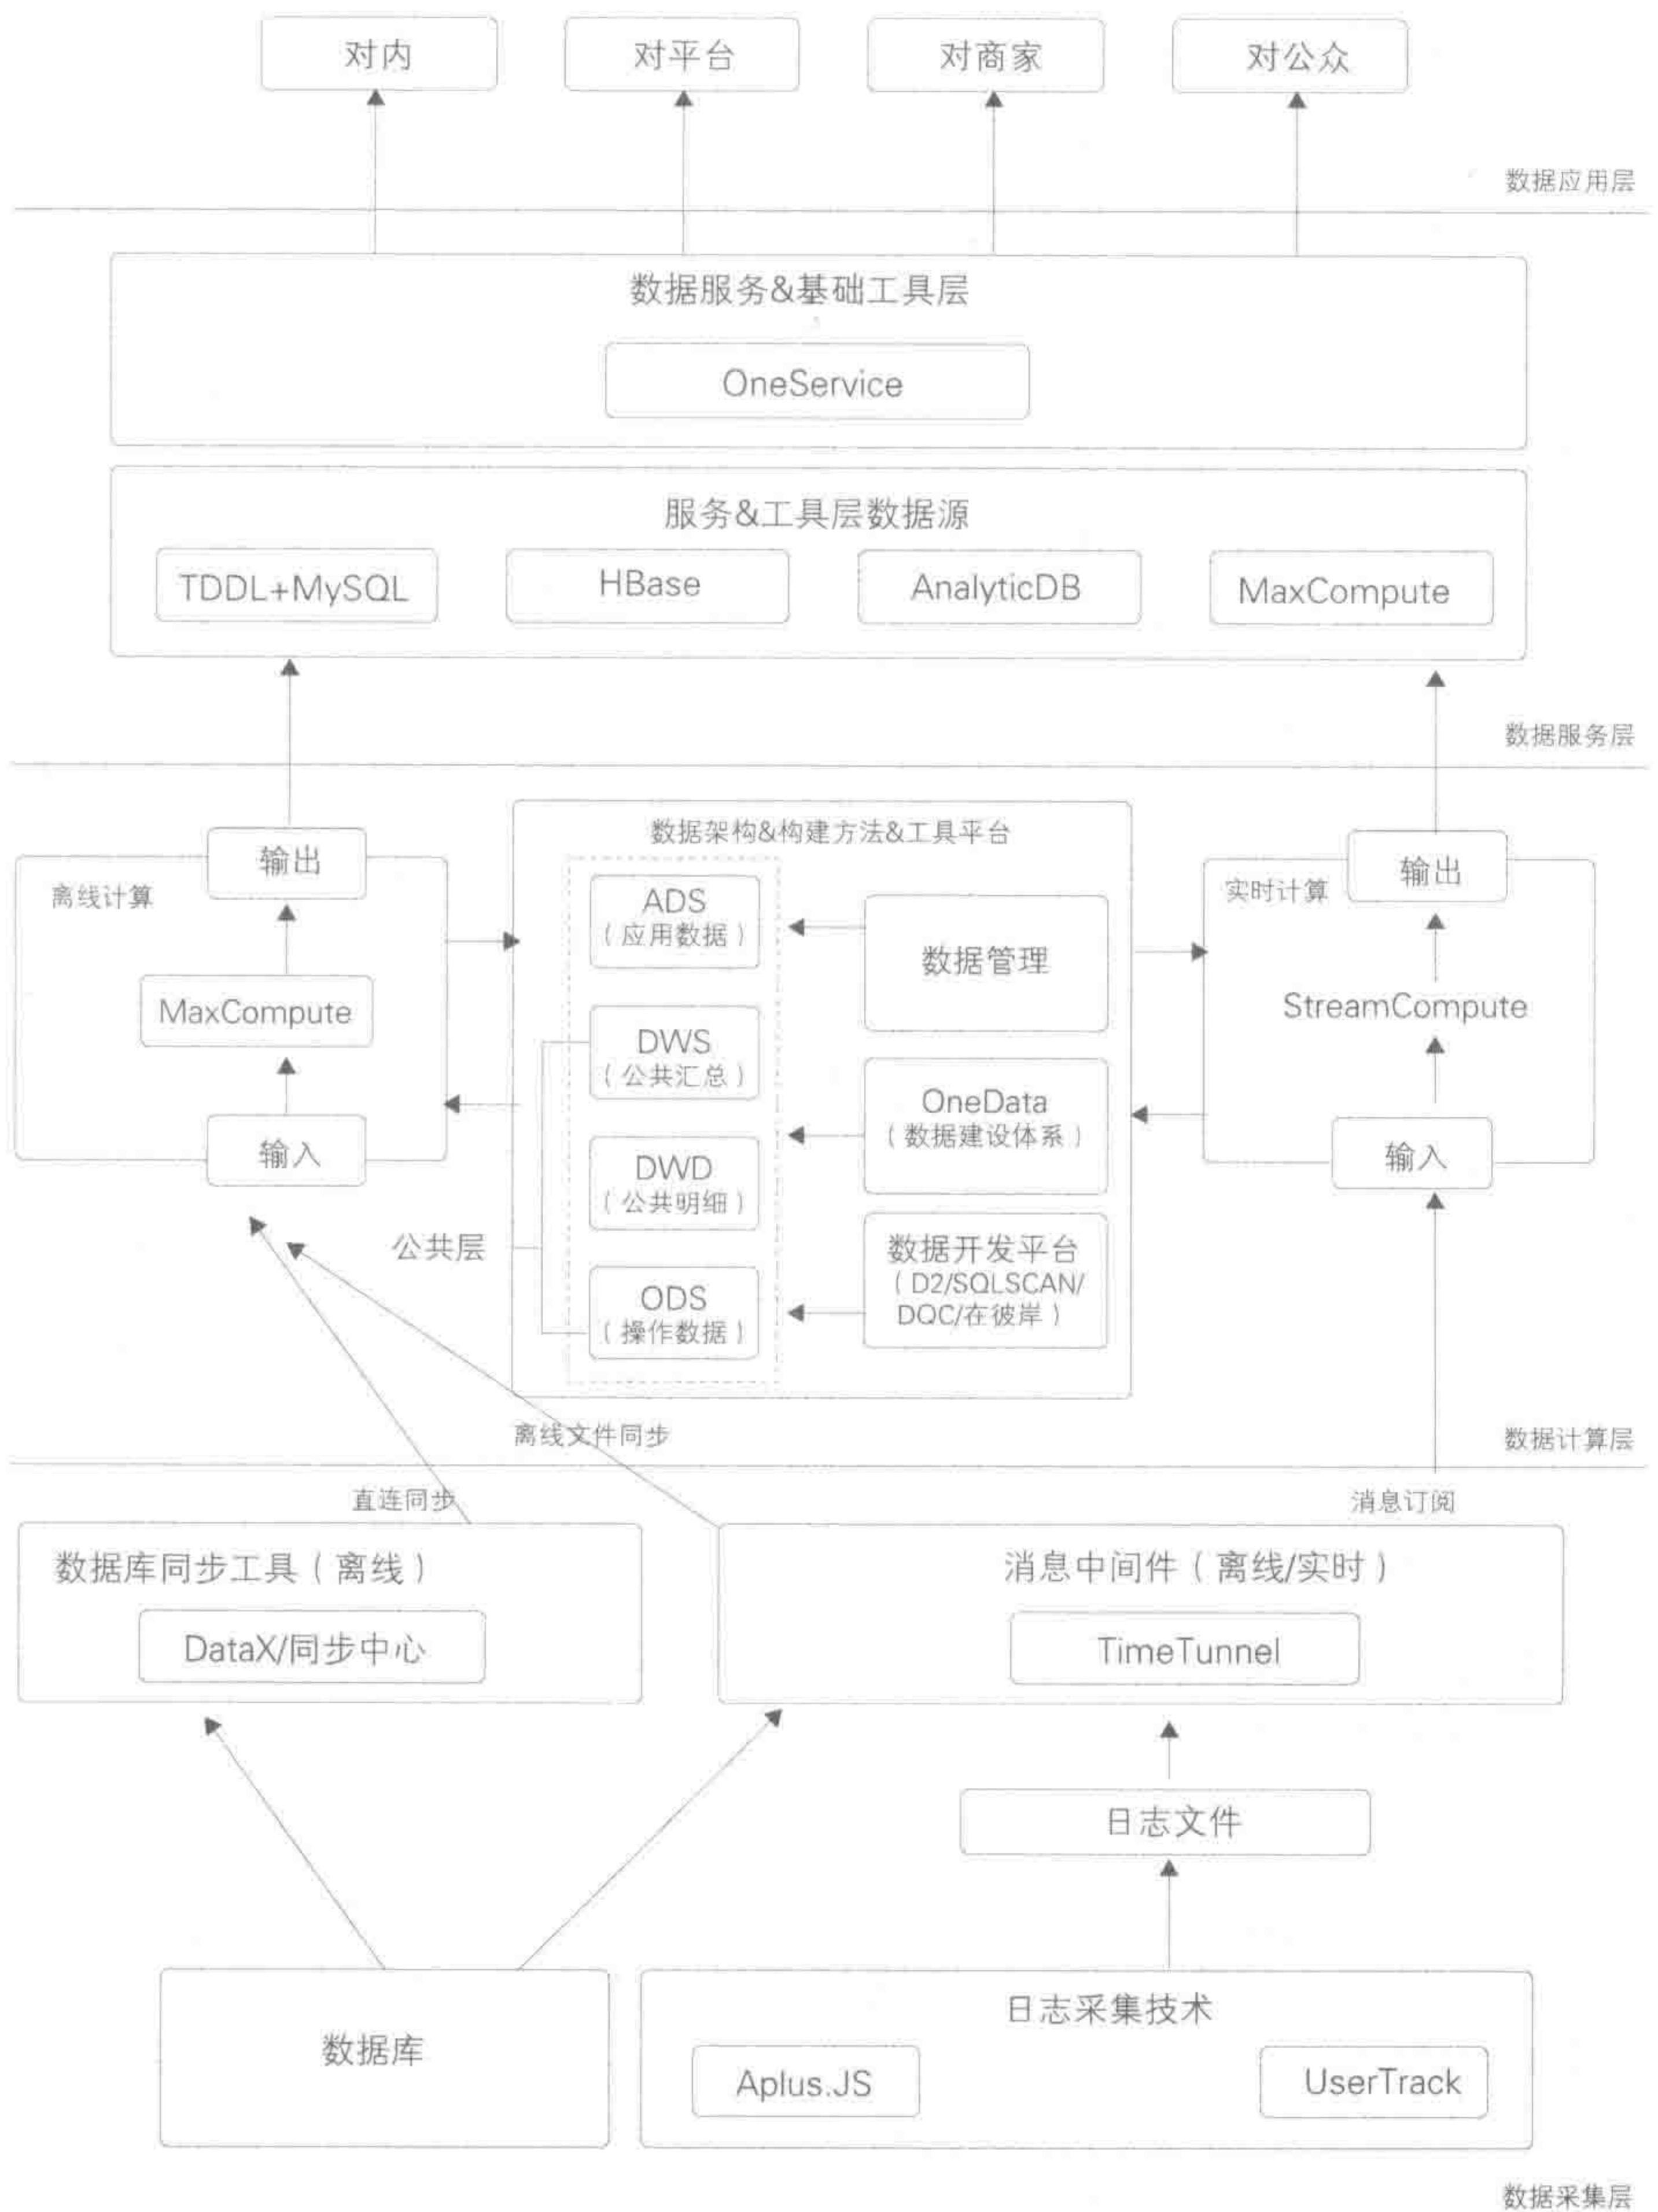 对内
对平台
对商家
对公众
数据应用层
数据服务&基础工具层
OneService
服务&工具层数据源
TDDL+MySQL
HBase
AnalyticDB
MaxCompute
数据服务层
离线计算
输出
MaxCompute
输入
数据架构&构建方法&工具平台
ADS
（应用数据）
DWS
（公共汇总）
DWD
（公共明细）
ODS
（操作数据）
公共层
数据管理
OneData
（数据建设体系）
数据开发平台
（D2/SQLSCAN/
DQC/在彼岸）
实时计算
输出
StreamCompute
输入
离线文件同步
数据计算层
直连同步
消息订阅
数据库同步工具（离线）
DataX/同步中心
消息中间件（离线/实时）
TimeTunnel
日志文件
数据库
日志采集技术
Aplus.JS
UserTrack
数据采集层